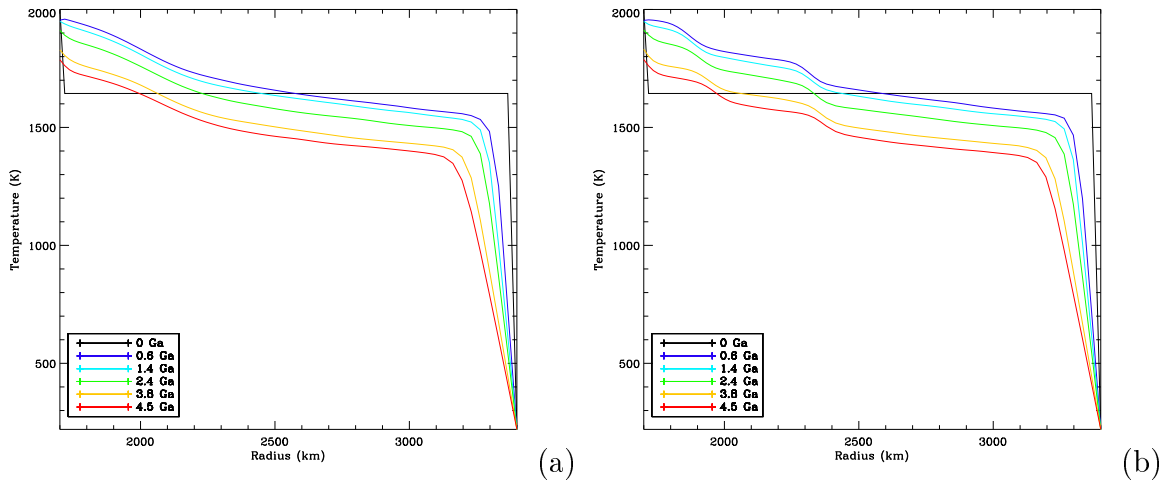 2000
1500
1000
500
Temperature (K)
0 Ga
0.6 Ga
1.4 Ga
2.4 Ga
3.8 Ga
4.5 Ga
2000
2500
3000
Radius (km)
(a)
2000
1500
1000
500
Temperature (K)
0 Ga
0.6 Ga
1.4 Ga
2.4 Ga
3.8 Ga
4.5 Ga
2000
2500
3000
Radius (km)
(b)